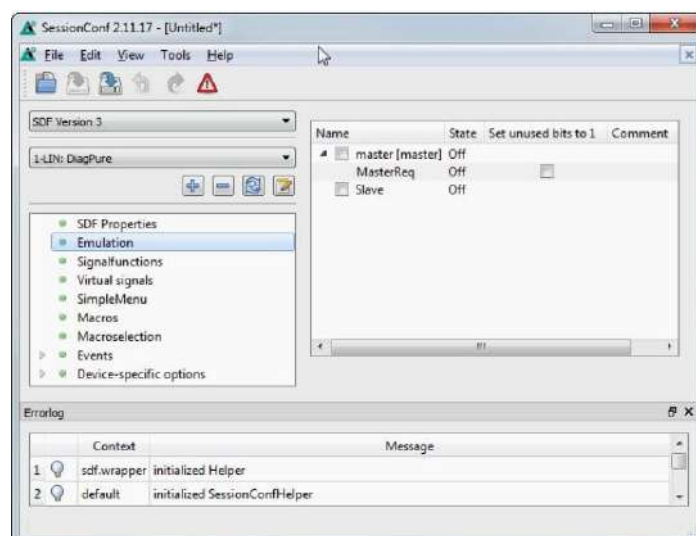 SessionConf 2.11.17 - [Untitled*]
File Edit View Tools Help
SDF Version 3
1-LIN: DiagPure
SDF Properties
Emulation
Signalfunctions
Virtual signals
SimpleMenu
Macros
Macroselection
Events
Device-specific options
Name State Set unused bits to 1 Comment
master [master] Off
MasterReq Off
Slave Off
Errorlog
Context Message
1 sdf.wrapper initialized Helper
2 default initialized SessionConfHelper